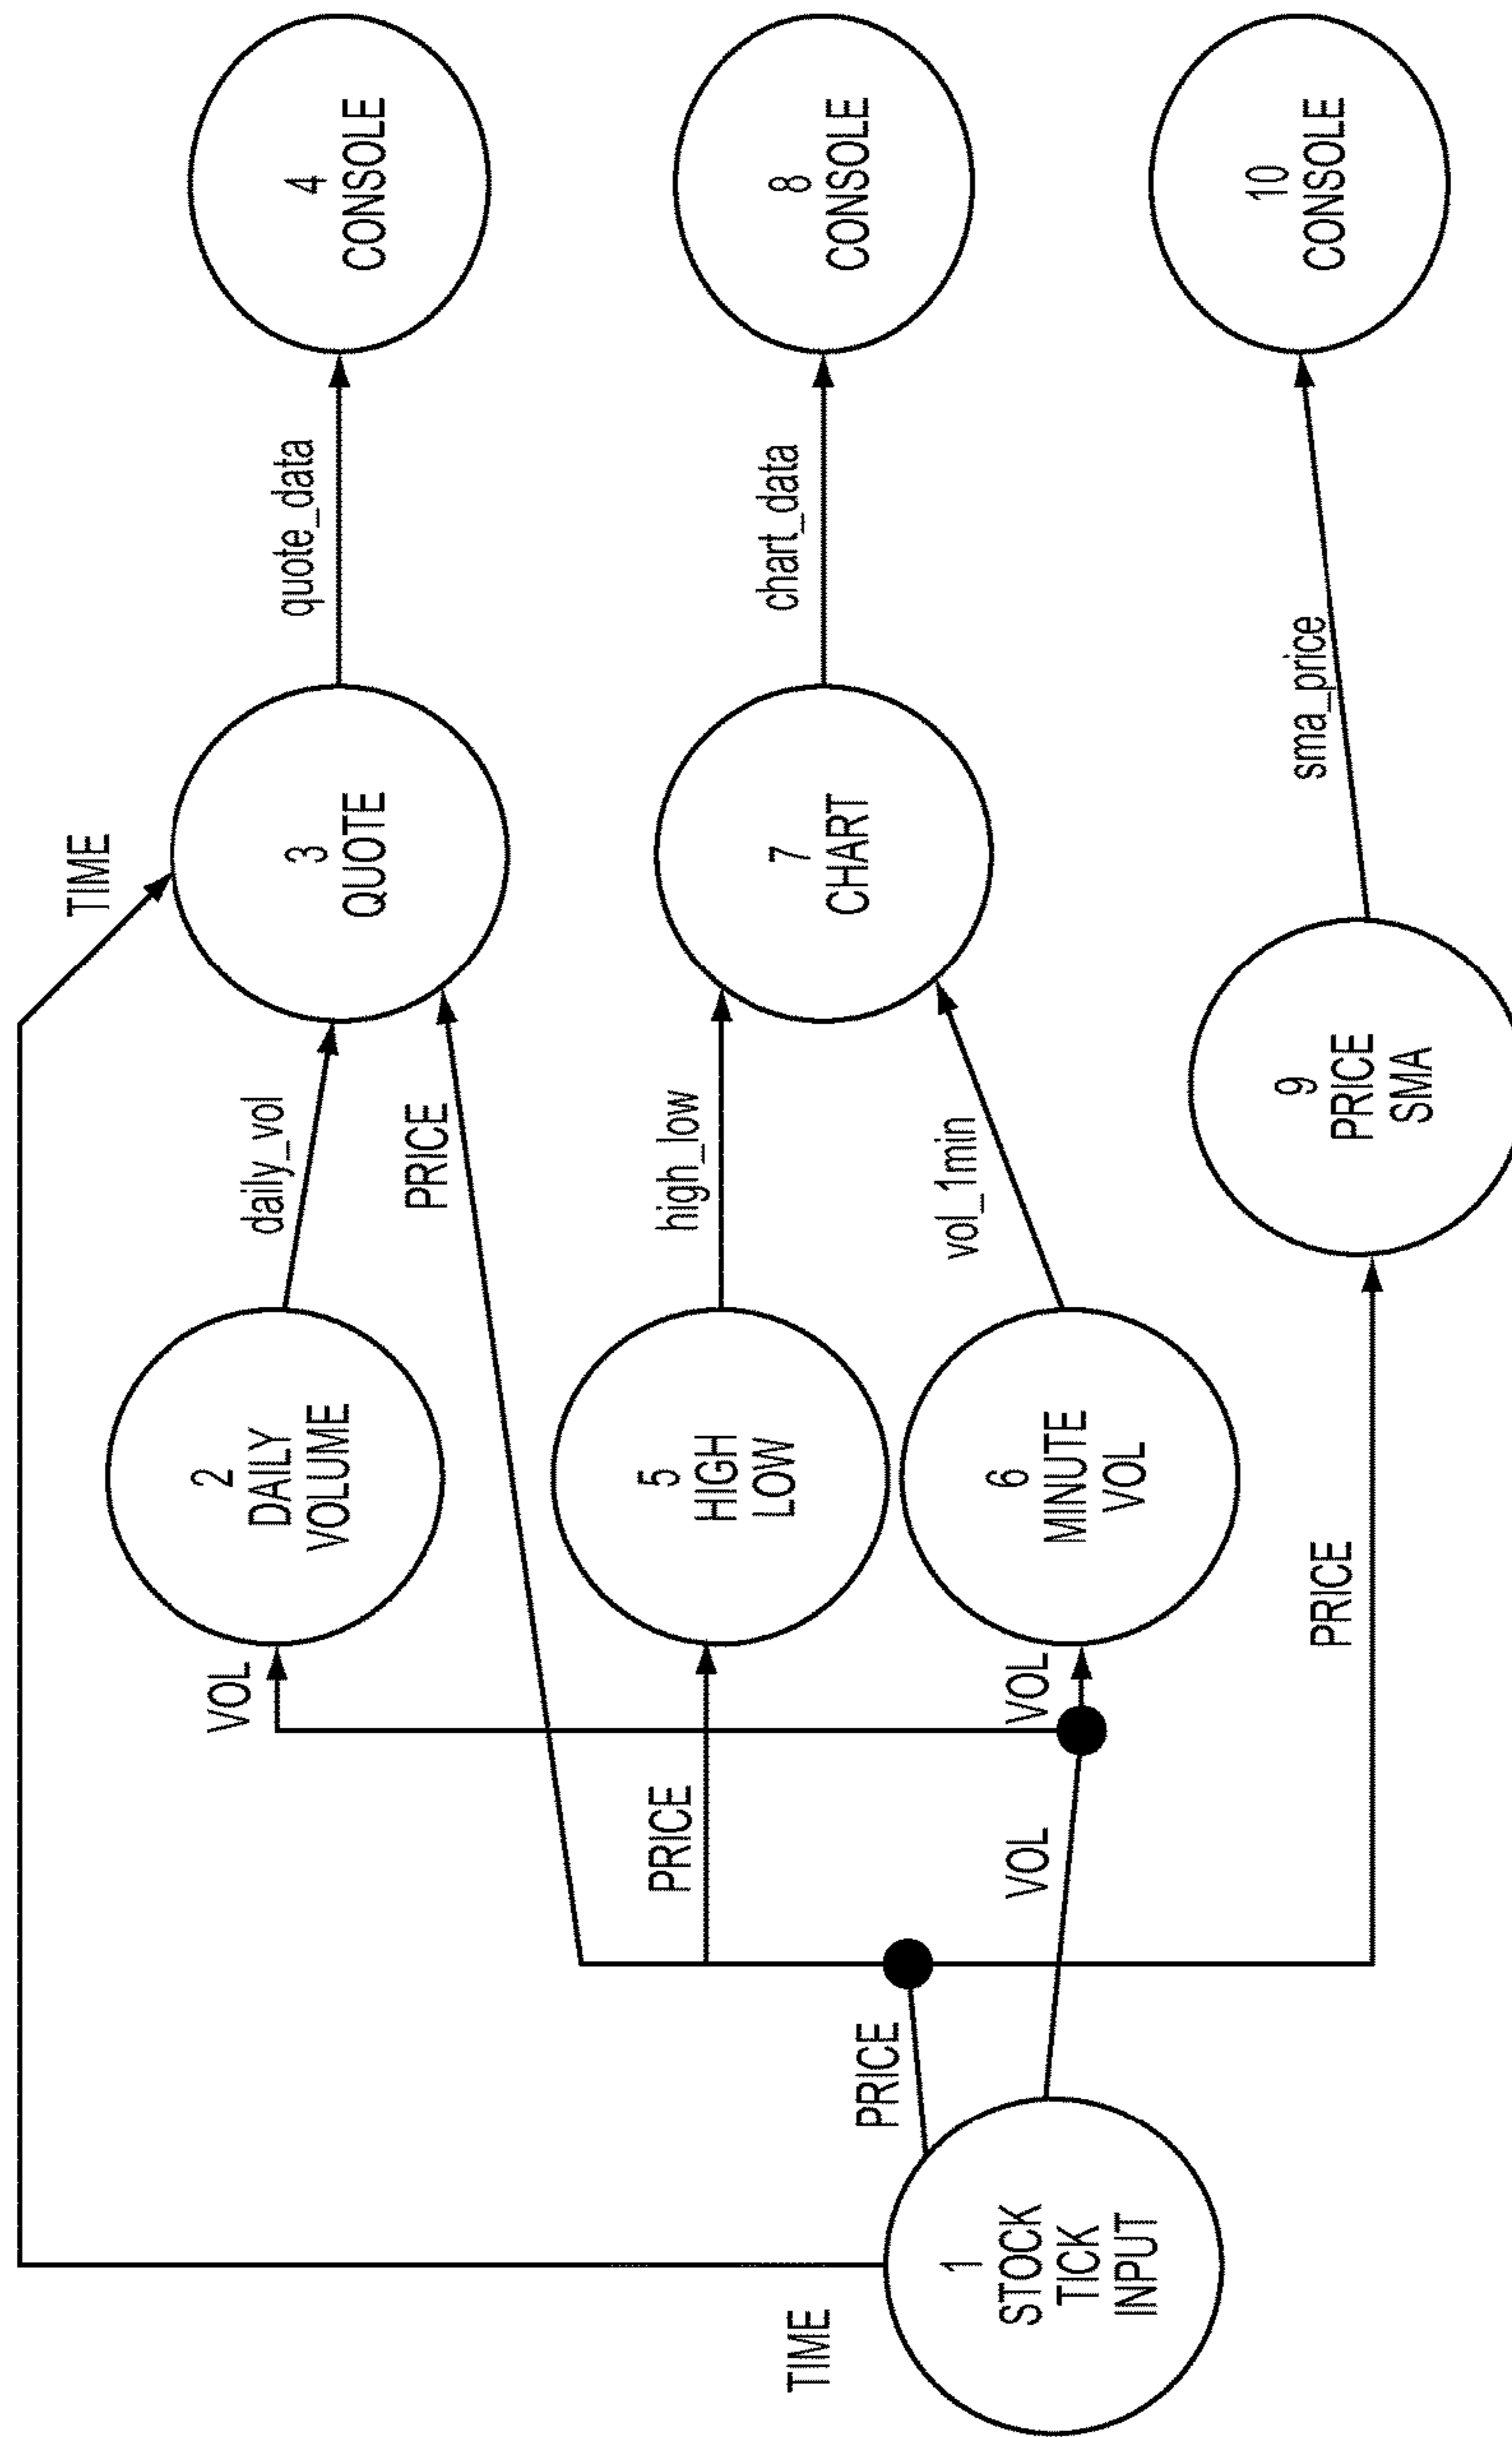 TIME
1
STOCK
TICK
INPUT
PRICE
VOL
PRICE
VOL
VOL
PRICE
2
DAILY
VOLUME
5
HIGH
LOW
6
MINUTE
VOL
daily_vol
PRICE
high_low
vol_1min
9
PRICE
SMA
TIME
3
QUOTE
7
CHART
quote_data
chart_data
sma_price
4
CONSOLE
8
CONSOLE
10
CONSOLE